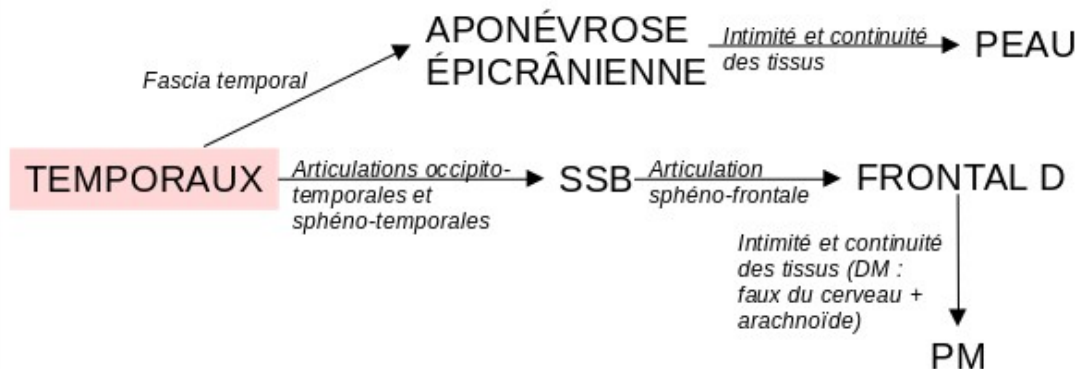 APONÉVROSE
ÉPICRÂNIENNE
Intimité et continuité
des tissus
PEAU
Fascia temporal
TEMPORAUX
Articulations occipito-
temporales et
sphéno-temporales
SSB
Articulation
sphéno-frontale
FRONTAL D
Intimité et continuité
des tissus (DM :
faux du cerveau +
arachnoïde)
PM